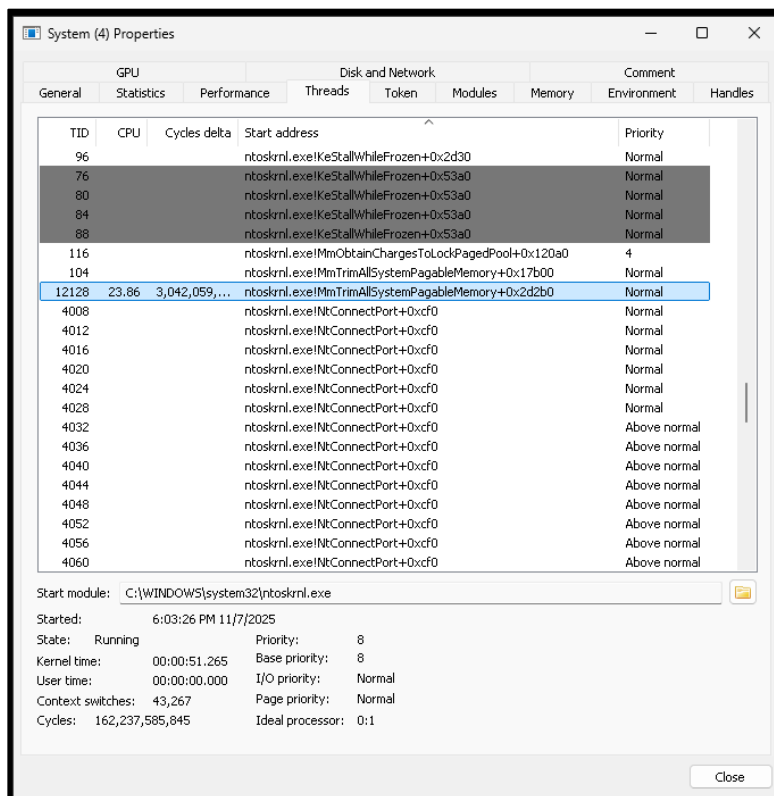 System (4) Properties
GPU Disk and Network Comment
General Statistics Performance Threads Token Modules Memory Environment Handles
TID CPU Cycles delta Start address Priority
96 ntoskrnl.exe!KeStallWhileFrozen+0x2d30 Normal
76 ntoskrnl.exe!KeStallWhileFrozen+0x53a0 Normal
80 ntoskrnl.exe!KeStallWhileFrozen+0x53a0 Normal
84 ntoskrnl.exe!KeStallWhileFrozen+0x53a0 Normal
88 ntoskrnl.exe!KeStallWhileFrozen+0x53a0 Normal
116 ntoskrnl.exe!MmObtainChargesToLockPagedPool+0x120a0 4
104 ntoskrnl.exe!MmTrimAllSystemPagableMemory+0x17b00 Normal
12128 23.86 3,042,059,... ntoskrnl.exe!MmTrimAllSystemPagableMemory+0x2d2b0 Normal
4008 ntoskrnl.exe!NtConnectPort+0xcf0 Normal
4012 ntoskrnl.exe!NtConnectPort+0xcf0 Normal
4016 ntoskrnl.exe!NtConnectPort+0xcf0 Normal
4020 ntoskrnl.exe!NtConnectPort+0xcf0 Normal
4024 ntoskrnl.exe!NtConnectPort+0xcf0 Normal
4028 ntoskrnl.exe!NtConnectPort+0xcf0 Normal
4032 ntoskrnl.exe!NtConnectPort+0xcf0 Above normal
4036 ntoskrnl.exe!NtConnectPort+0xcf0 Above normal
4040 ntoskrnl.exe!NtConnectPort+0xcf0 Above normal
4044 ntoskrnl.exe!NtConnectPort+0xcf0 Above normal
4048 ntoskrnl.exe!NtConnectPort+0xcf0 Above normal
4052 ntoskrnl.exe!NtConnectPort+0xcf0 Above normal
4056 ntoskrnl.exe!NtConnectPort+0xcf0 Above normal
4060 ntoskrnl.exe!NtConnectPort+0xcf0 Above normal
Start module: C:\WINDOWS\system32\ntoskrnl.exe
Started: 6:03:26 PM 11/7/2025
State: Running Priority: 8
Kernel time: 00:00:51.265 Base priority: 8
User time: 00:00:00.000 I/O priority: Normal
Context switches: 43,267 Page priority: Normal
Cycles: 162,237,585,845 Ideal processor: 0:1
Close